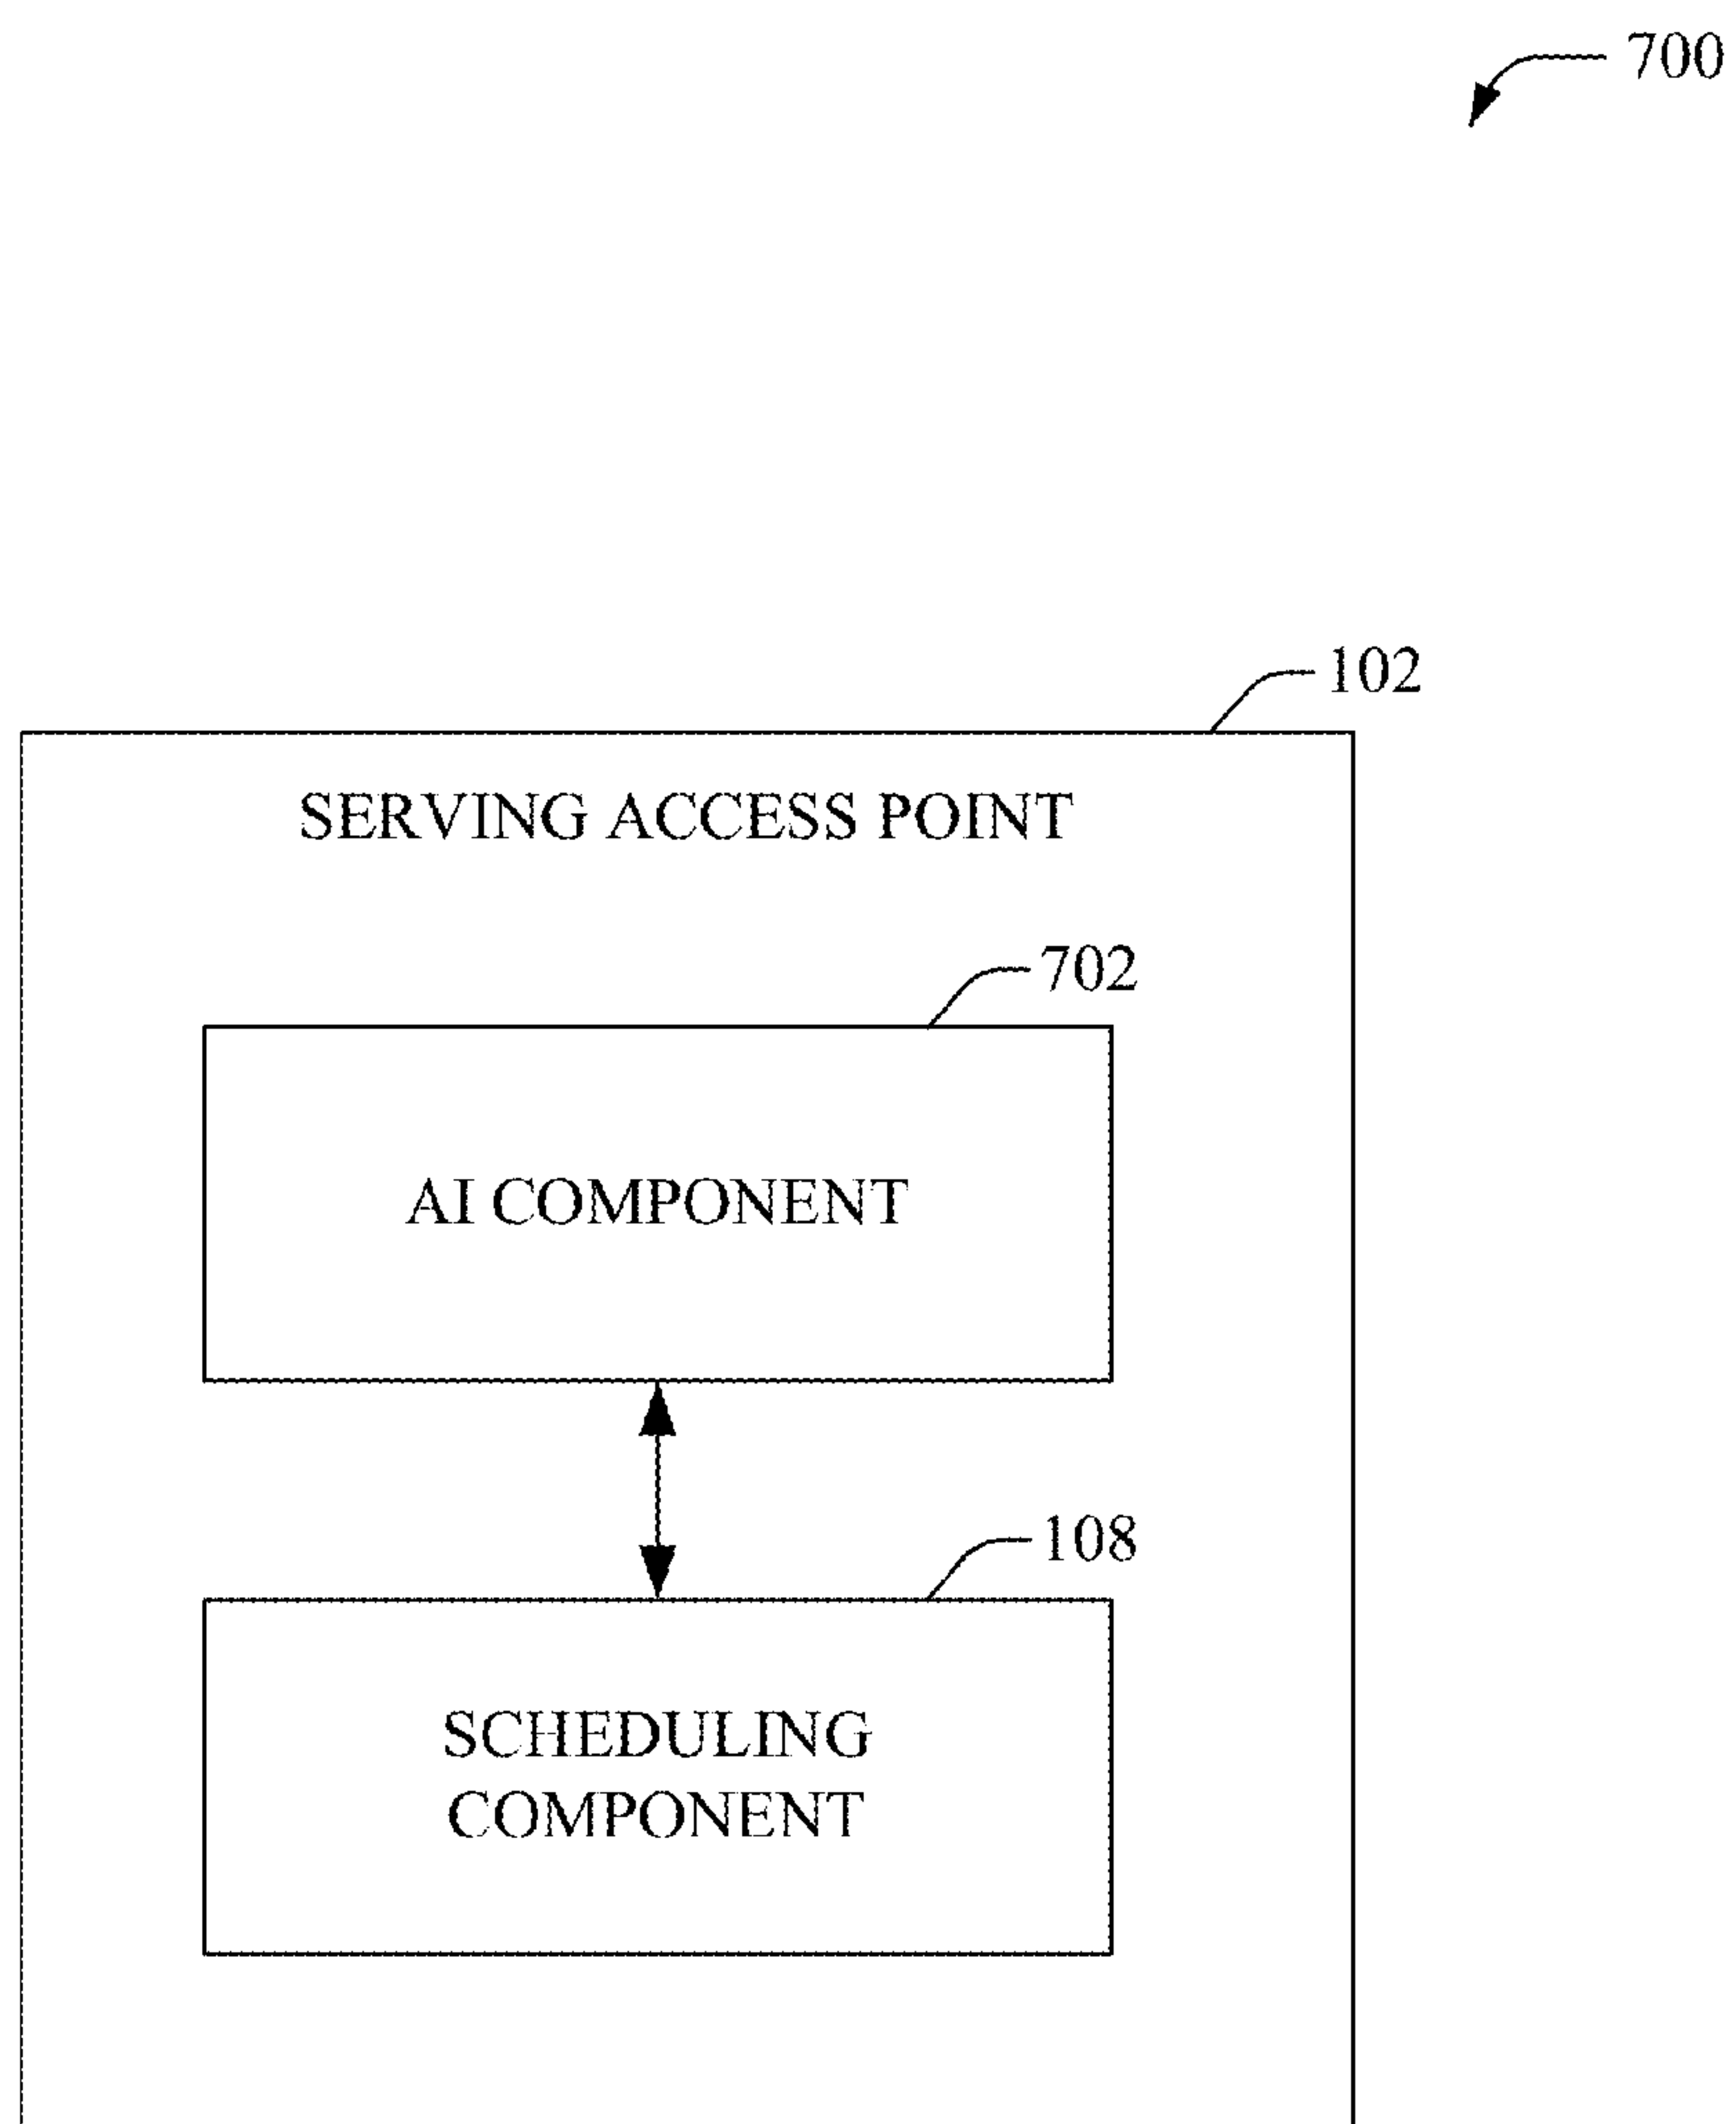 700
102
SERVING ACCESS POINT
702
AI COMPONENT
108
SCHEDULING
COMPONENT